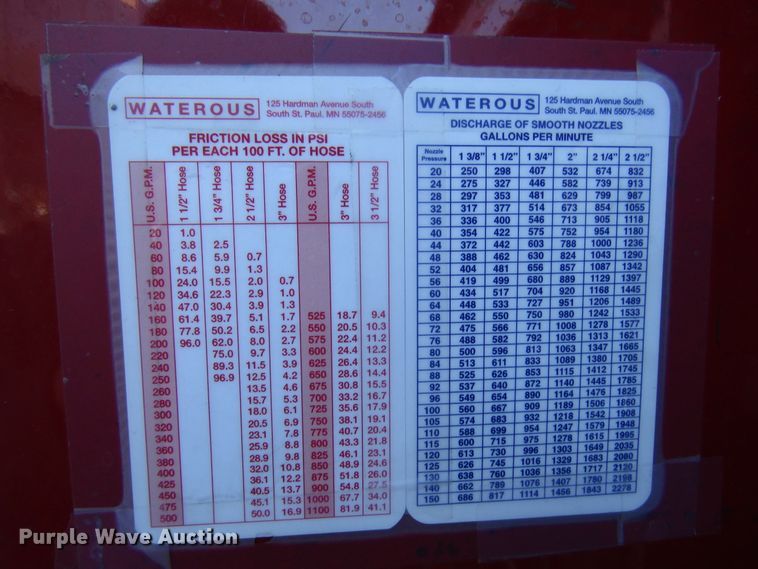 WATEROUS 125 Hardman Avenue South
South St. Paul, MN 55075-2456
FRICTION LOSS IN PSI
PER EACH 100 FT. OF HOSE
U.S. G.P.M. 1 1/2" Hose 1 3/4" Hose 2 1/2" Hose 3" Hose U.S. G.P.M. 3" Hose 3 1/2" Hose
20 1.0
40 3.8 2.5
60 8.6 5.9 0.7
80 15.4 9.9 1.3
100 24.0 15.5 2.0 0.7
120 34.6 22.3 2.9 1.0
140 47.0 30.4 3.9 1.3
160 61.4 39.7 5.1 1.7 525 18.7 9.4
180 77.8 50.2 6.5 2.2 550 20.5 10.3
200 96.0 62.0 8.0 2.7 575 22.4 11.2
220 75.0 9.7 3.3 600 24.4 12.2
240 89.3 11.5 3.9 625 26.4 13.3
250 96.9 12.5 4.2 650 28.6 14.4
260 13.5 4.6 675 30.8 15.5
280 15.7 5.3 700 33.2 16.7
300 18.0 6.1 725 35.6 17.9
320 20.5 6.9 750 38.1 19.1
340 23.1 7.8 775 40.7 20.4
360 25.9 8.8 800 43.3 21.8
380 28.9 9.8 825 46.1 23.1
400 32.0 10.8 850 48.9 24.6
425 36.1 12.2 875 51.8 26.0
450 40.5 13.7 900 54.8 27.5
475 45.1 15.3 1000 67.7 34.0
500 50.0 16.9 1100 81.9 41.1
WATEROUS 125 Hardman Avenue South
South St. Paul, MN 55075-2456
DISCHARGE OF SMOOTH NOZZLES
GALLONS PER MINUTE
Nozzle Pressure 1 3/8" 1 1/2" 1 3/4" 2" 2 1/4" 2 1/2"
20 250 298 407 532 674 832
24 275 327 446 582 739 913
28 297 353 481 629 799 987
32 317 377 514 673 854 1055
36 336 400 546 713 905 1118
40 354 422 575 752 954 1180
44 372 442 603 788 1000 1236
48 388 462 630 824 1043 1290
52 404 481 656 857 1087 1342
56 419 499 680 889 1129 1397
60 434 517 704 920 1168 1445
64 448 533 727 951 1206 1489
68 462 550 750 980 1242 1533
72 475 566 771 1008 1278 1577
76 488 582 792 1036 1313 1621
80 500 596 813 1063 1347 1665
84 513 611 833 1089 1380 1705
88 525 626 853 1115 1412 1745
92 537 640 872 1140 1445 1785
96 549 654 890 1164 1476 1824
100 560 667 909 1189 1506 1860
105 574 683 932 1218 1542 1908
110 588 699 954 1247 1579 1948
115 600 715 975 1278 1615 1995
120 613 730 996 1303 1649 2035
125 626 745 1016 1329 1683 2080
130 638 760 1036 1356 1717 2120
140 662 789 1076 1407 1780 2198
150 686 817 1114 1456 1843 2278
Purple Wave Auction